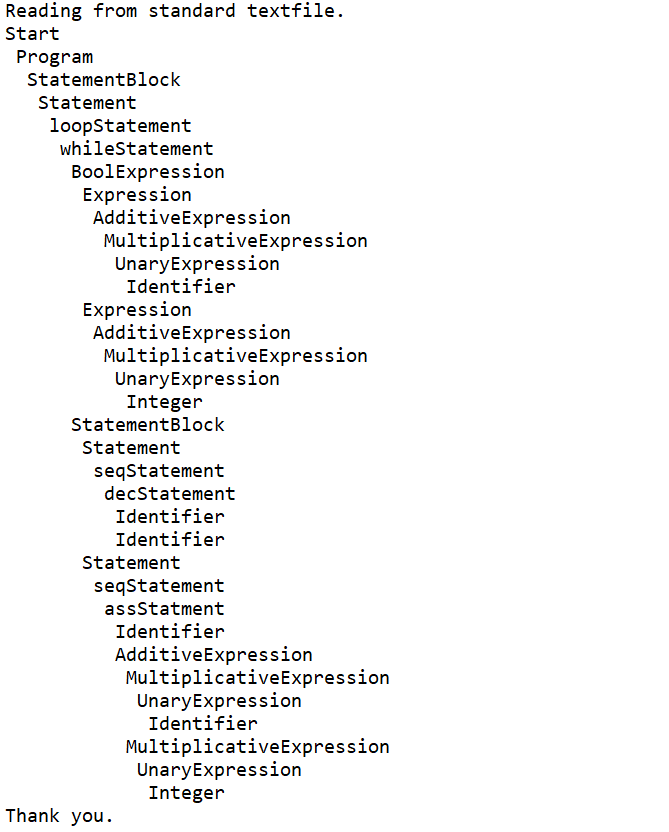 Reading from standard textfile.
Start
 Program
  StatementBlock
   Statement
    loopStatement
     whileStatement
      BoolExpression
       Expression
        AdditiveExpression
         MultiplicativeExpression
          UnaryExpression
           Identifier
       Expression
        AdditiveExpression
         MultiplicativeExpression
          UnaryExpression
           Integer
      StatementBlock
       Statement
        seqStatement
         decStatement
          Identifier
          Identifier
       Statement
        seqStatement
         assStatment
          Identifier
          AdditiveExpression
           MultiplicativeExpression
            UnaryExpression
             Identifier
           MultiplicativeExpression
            UnaryExpression
             Integer
Thank you.